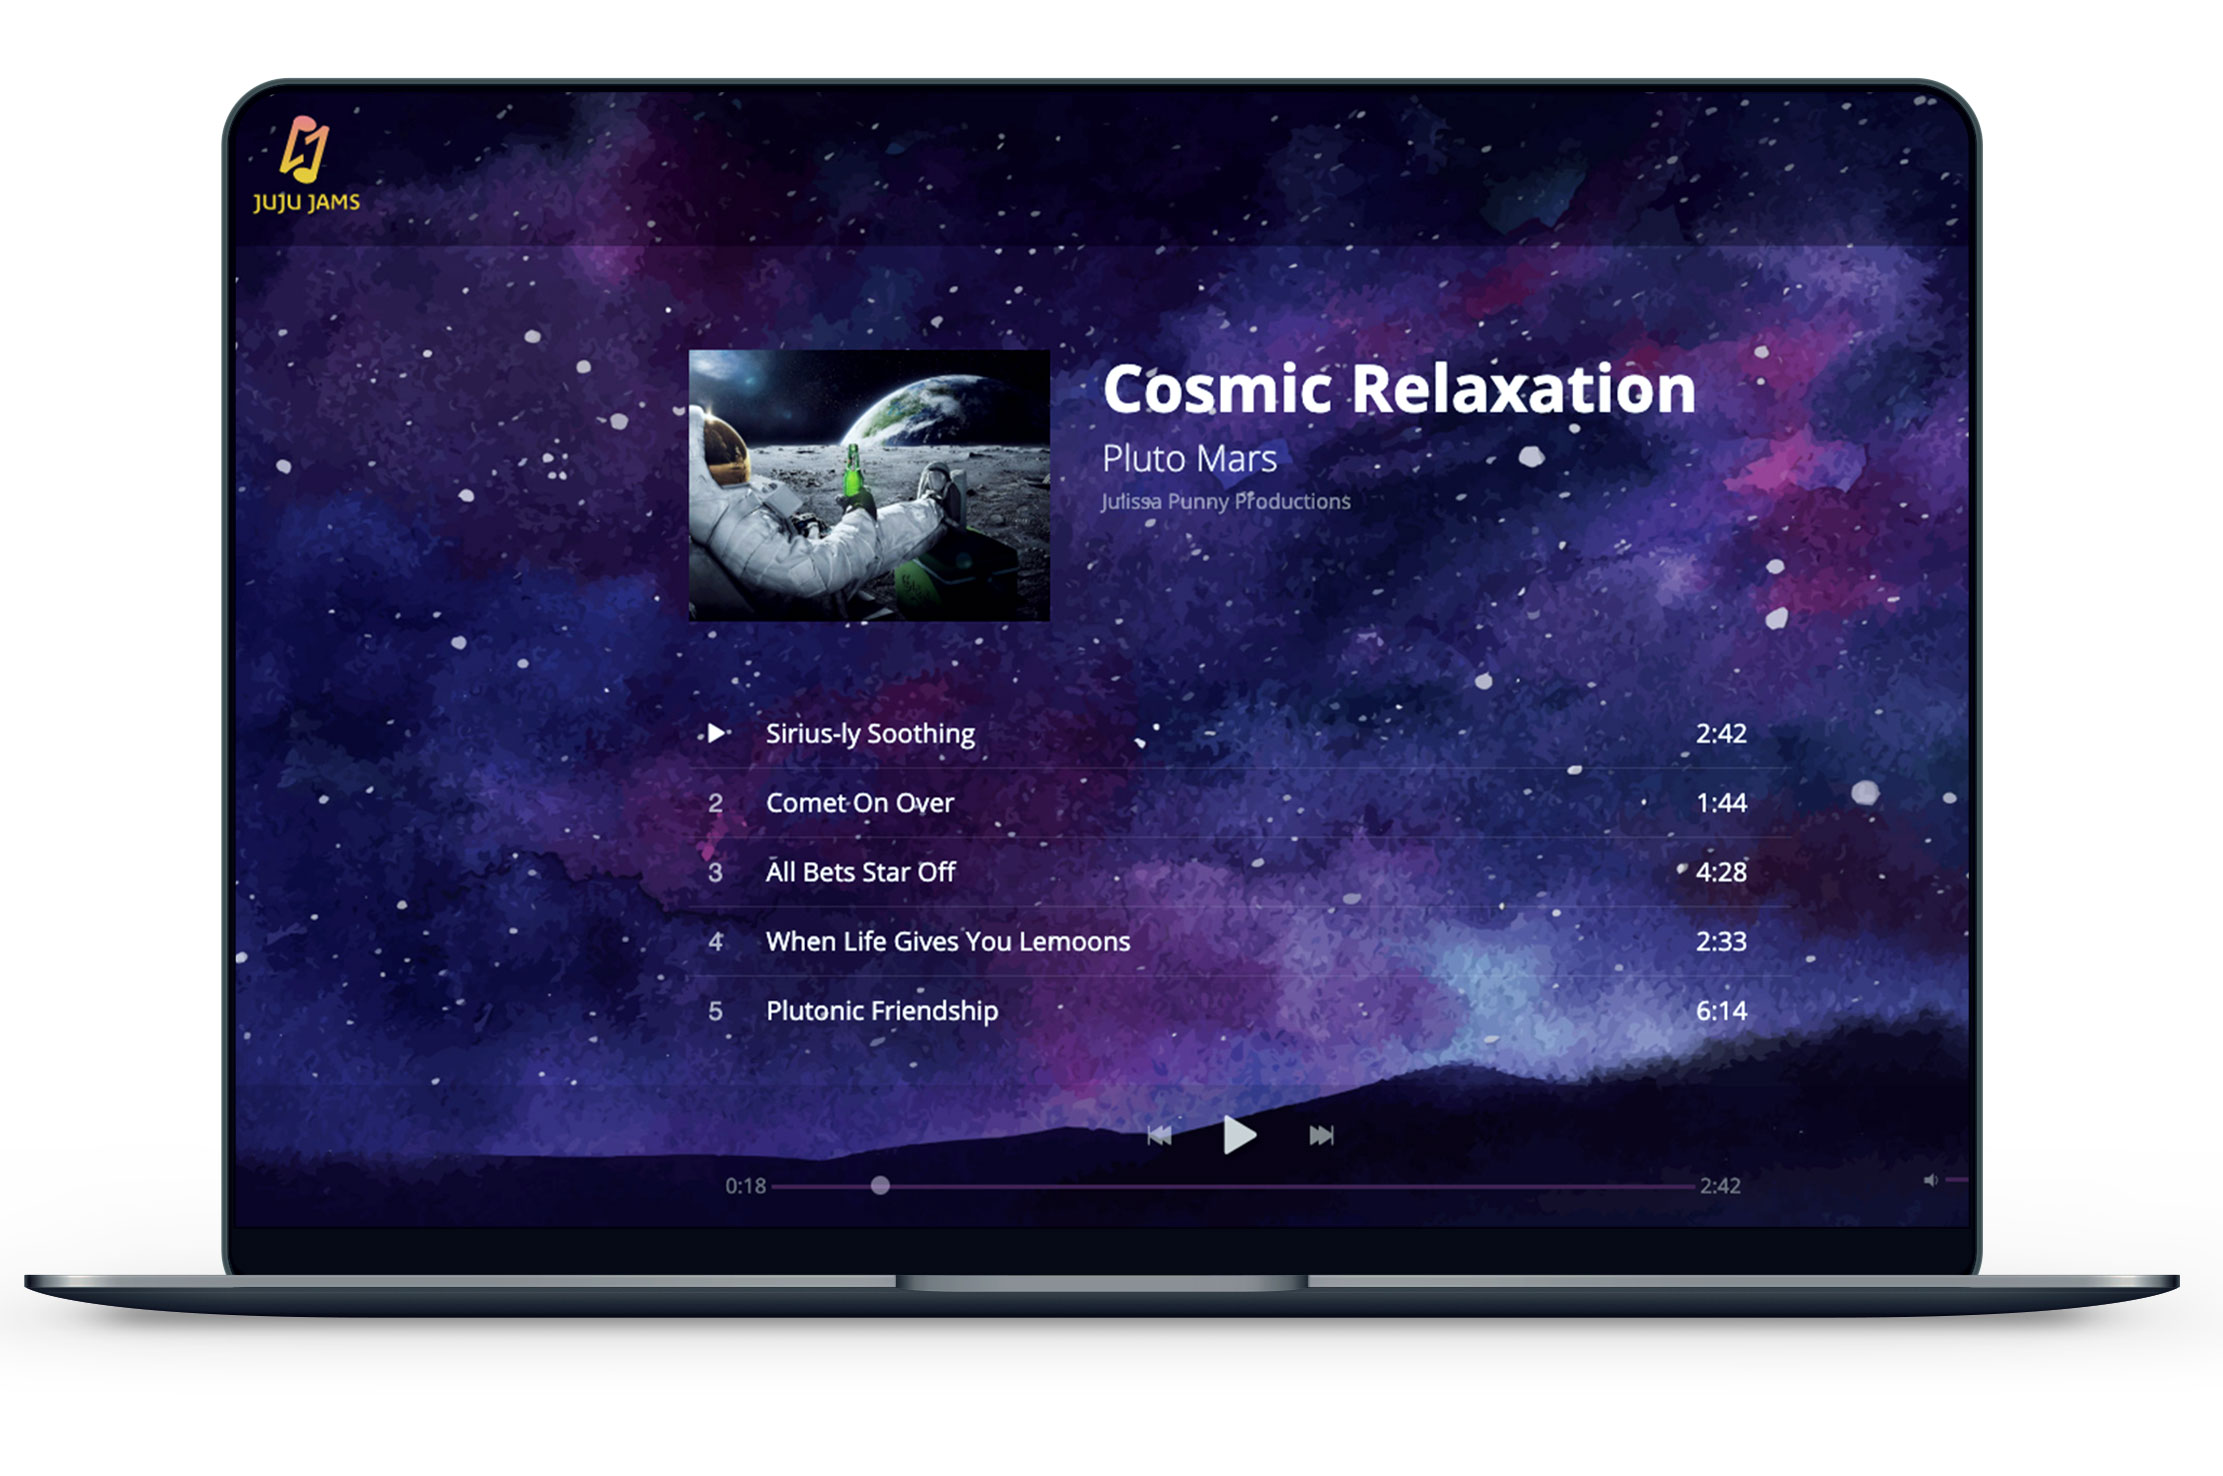 JUJU JAMS
Cosmic Relaxation
Pluto Mars
Julissa Punny Productions
Sirius-ly Soothing 2:42
2 Comet On Over 1:44
3 All Bets Star Off 4:28
4 When Life Gives You Lemoons 2:33
5 Plutonic Friendship 6:14
0:18 2:42